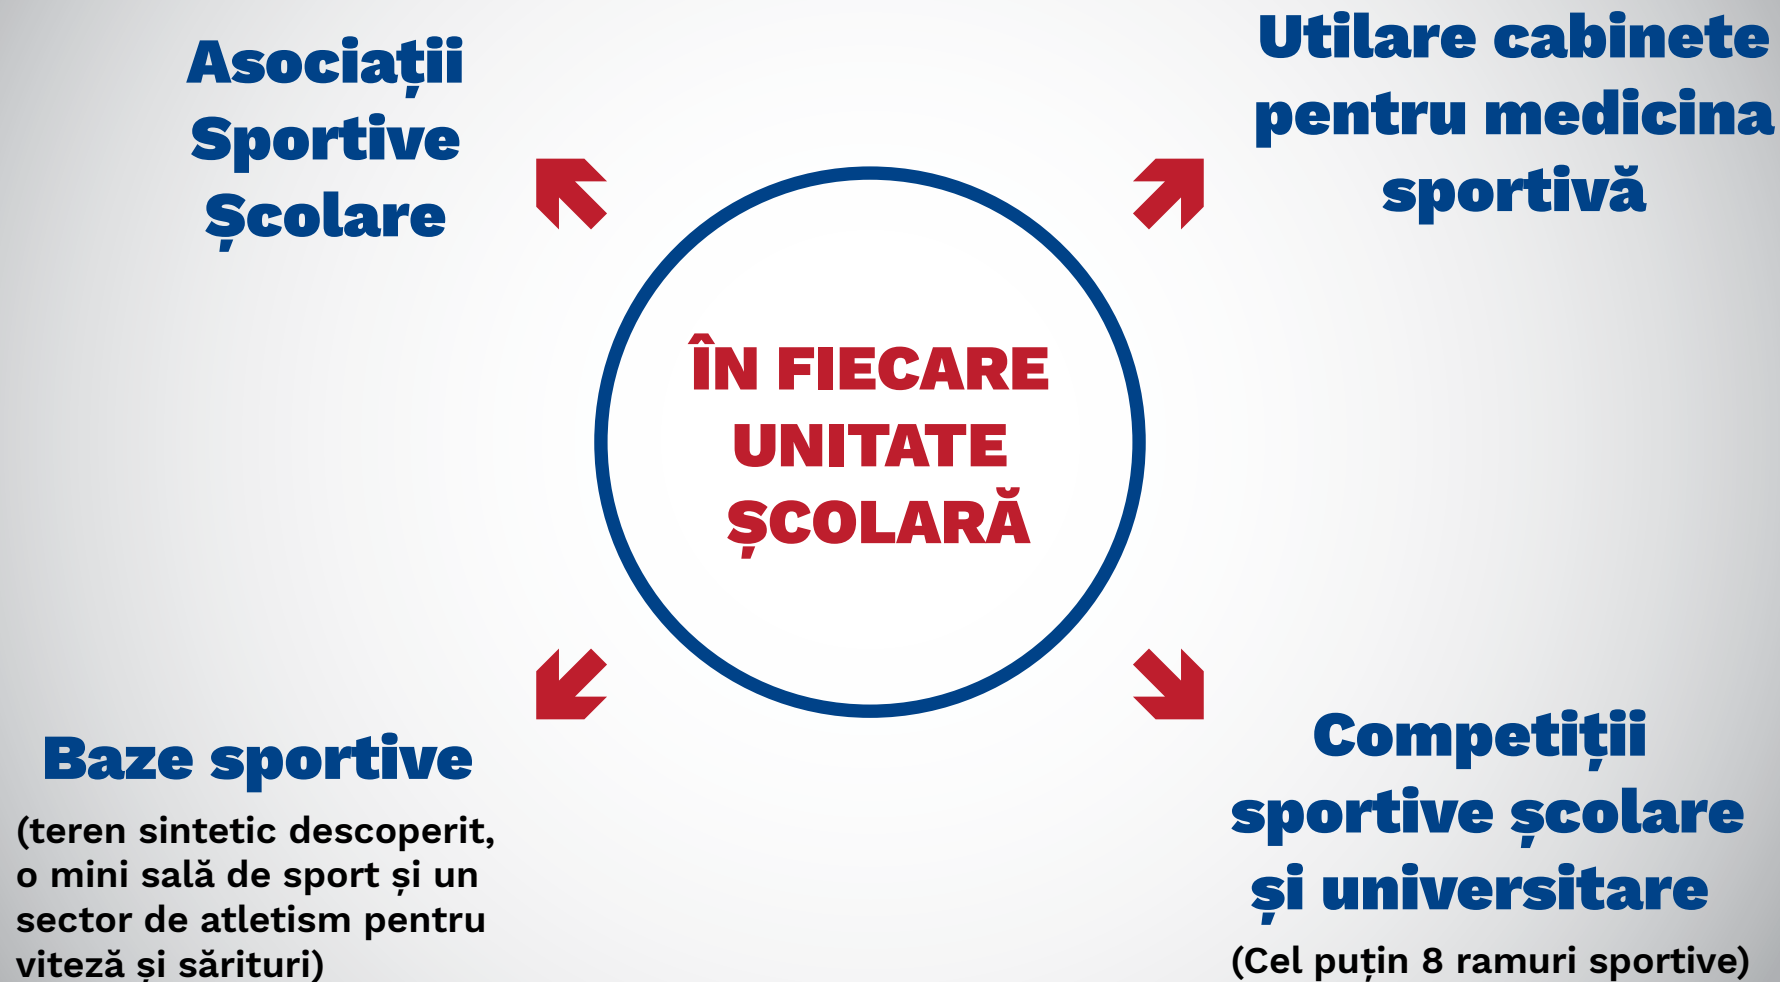 Asociații
Sportive
Școlare
Utilare cabinete
pentru medicina
sportivă
ÎN FIECARE
UNITATE
ȘCOLARĂ
Baze sportive
(teren sintetic descoperit,
o mini sală de sport și un
sector de atletism pentru
viteză și sărituri)
Competiții
sportive școlare
și universitare
(Cel puțin 8 ramuri sportive)